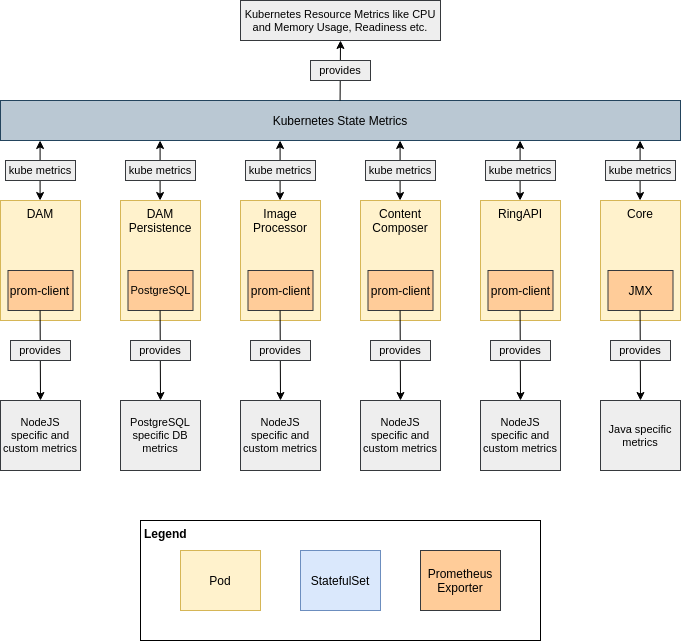 Kubernetes Resource Metrics like CPU
and Memory Usage, Readiness etc.
provides
Kubernetes State Metrics
kube metrics
kube metrics
kube metrics
kube metrics
kube metrics
kube metrics
DAM
DAM
Persistence
Image
Processor
Content
Composer
RingAPI
Core
prom-client
PostgreSQL
prom-client
prom-client
prom-client
JMX
provides
provides
provides
provides
provides
provides
NodeJS
specific and
custom metrics
PostgreSQL
specific DB
metrics
NodeJS
specific and
custom metrics
NodeJS
specific and
custom metrics
NodeJS
specific and
custom metrics
Java specific
metrics
Legend
Pod
StatefulSet
Prometheus
Exporter